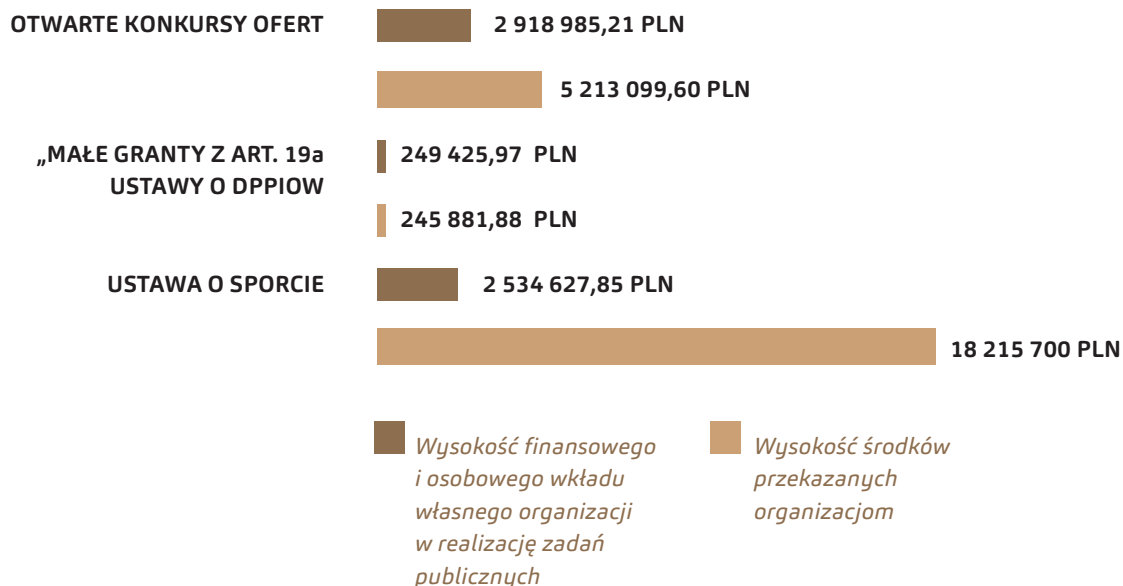 OTWARTE KONKURSY OFERT
2 918 985,21 PLN
5 213 099,60 PLN
„MAŁE GRANTY Z ART. 19a
USTAWY O DPPIOW
249 425,97 PLN
245 881,88 PLN
USTAWA O SPORCIE
2 534 627,85 PLN
18 215 700 PLN
Wysokość finansowego
i osobowego wkładu
własnego organizacji
w realizację zadań
publicznych
Wysokość środków
przekazanych
organizacjom